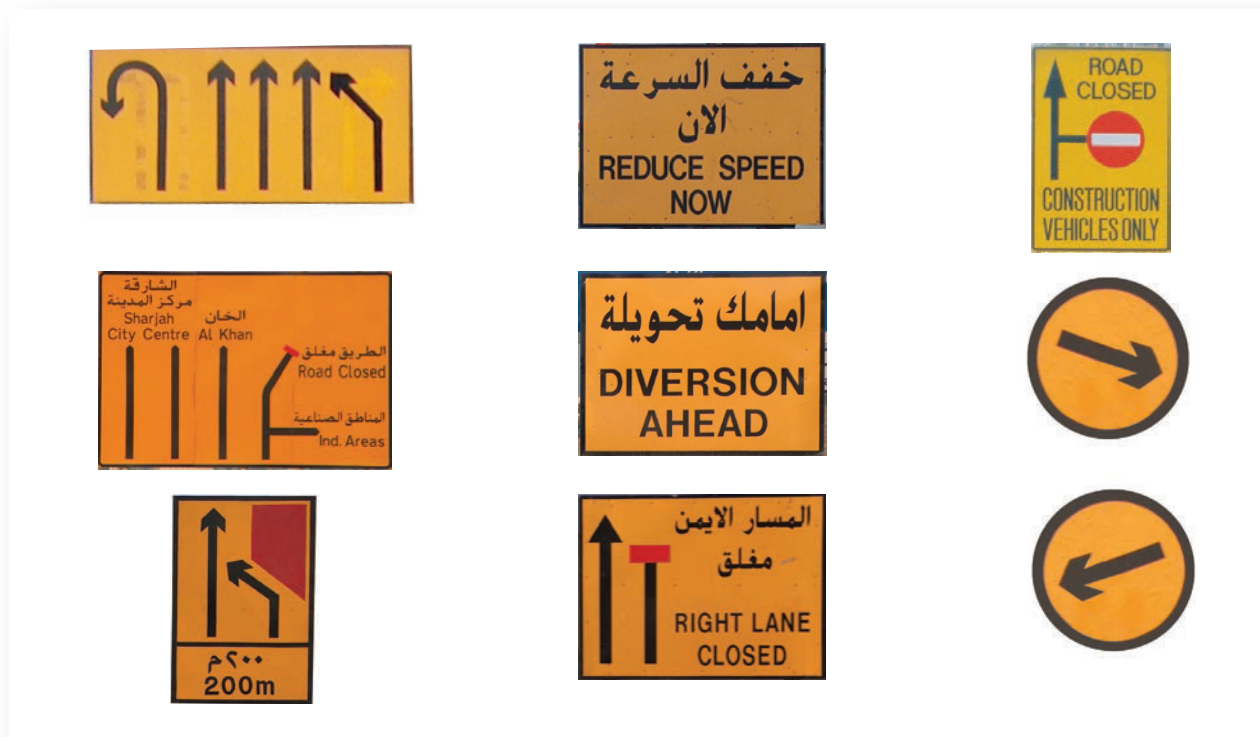 خفف السرعة
الان
REDUCE SPEED
NOW
ROAD
CLOSED
CONSTRUCTION
VEHICLES ONLY
الشارقة
مركز المدينة
Sharjah
City Centre
الخان
Al Khan
الطريق مغلق
Road Closed
المناطق الصناعية
Ind. Areas
امامك تحويلة
DIVERSION
AHEAD
٢٠٠ م
200m
المسار الايمن
مغلق
RIGHT LANE
CLOSED